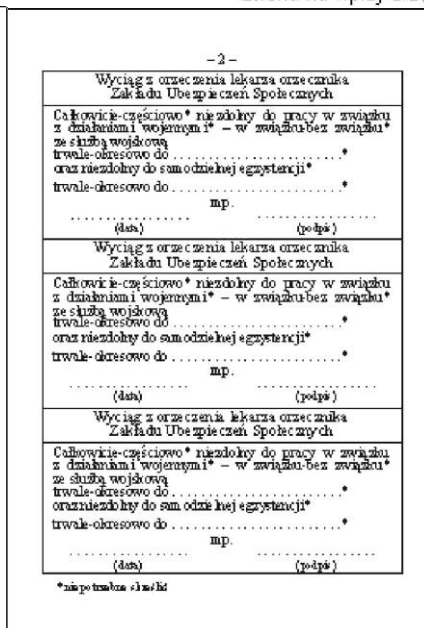 – 2 –
Wyciąg z orzeczenia lekarza orzecznika
Zakładu Ubezpieczeń Społecznych
Całkowicie-częściowo* niezdolny do pracy w związku
z działaniami wojennymi* – w związku-bez związku*
ze służbą wojskową
trwale-okresowo do ........................*
oraz niezdolny do samodzielnej egzystencji*
trwale-okresowo do ........................*
mp.
................. .................
(data) (podpis)
Wyciąg z orzeczenia lekarza orzecznika
Zakładu Ubezpieczeń Społecznych
Całkowicie-częściowo* niezdolny do pracy w związku
z działaniami wojennymi* – w związku-bez związku*
ze służbą wojskową
trwale-okresowo do ........................*
oraz niezdolny do samodzielnej egzystencji*
trwale-okresowo do ........................*
mp.
................. .................
(data) (podpis)
Wyciąg z orzeczenia lekarza orzecznika
Zakładu Ubezpieczeń Społecznych
Całkowicie-częściowo* niezdolny do pracy w związku
z działaniami wojennymi* – w związku-bez związku*
ze służbą wojskową
trwale-okresowo do ........................*
oraz niezdolny do samodzielnej egzystencji*
trwale-okresowo do ........................*
mp.
................. .................
(data) (podpis)
*niepotrzebne skreślić